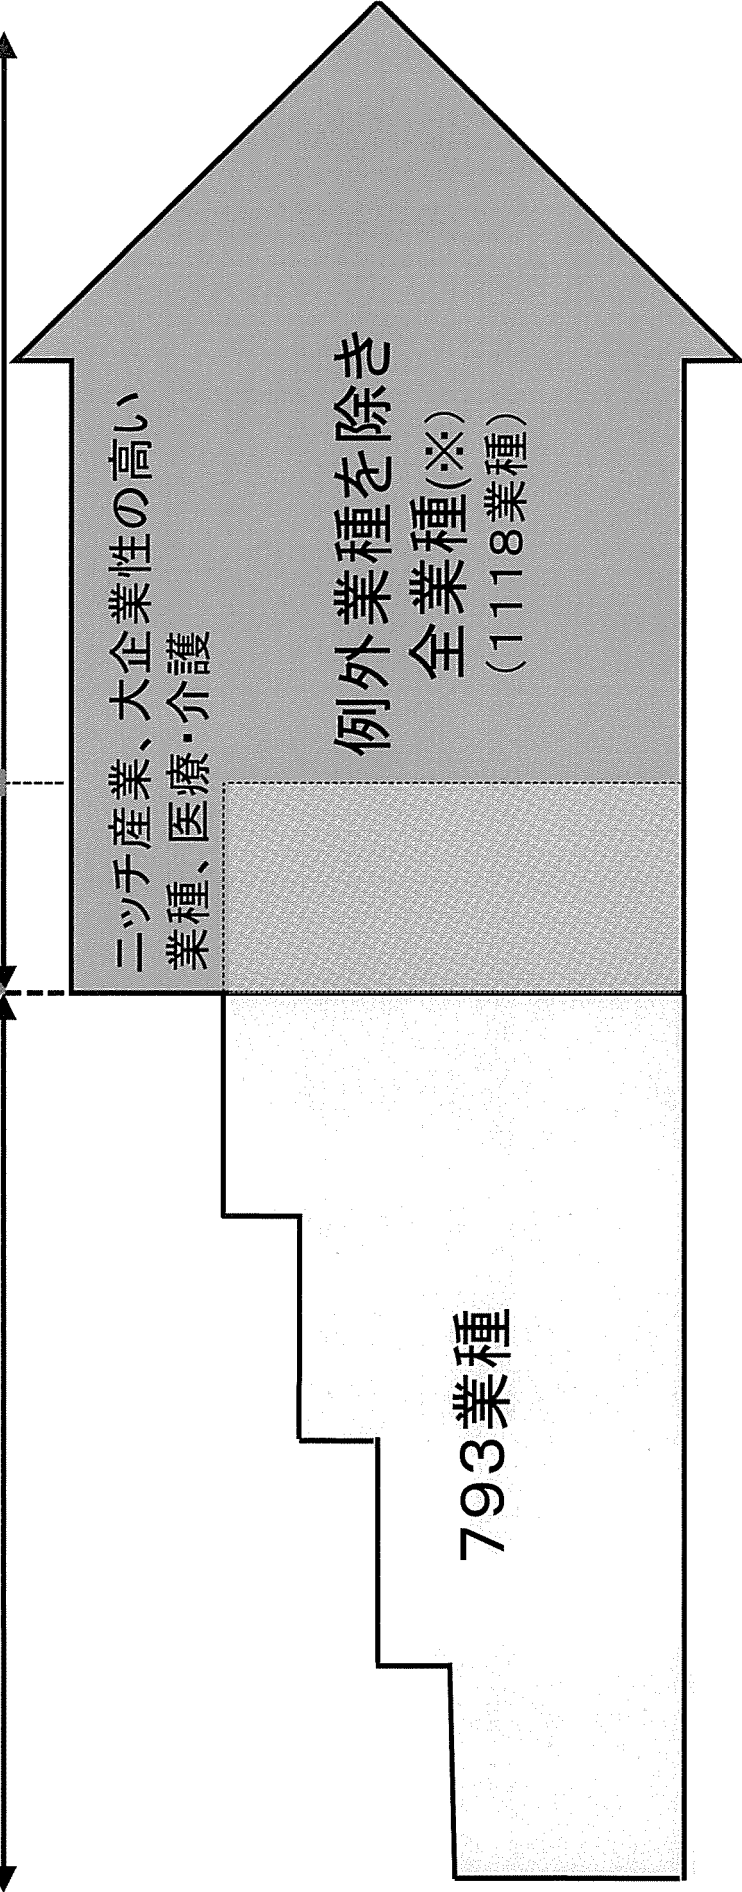 ニッチ産業、大企業性の高い
業種、医療・介護
例外業種を除き
全業種(※)
(1118業種)
793業種